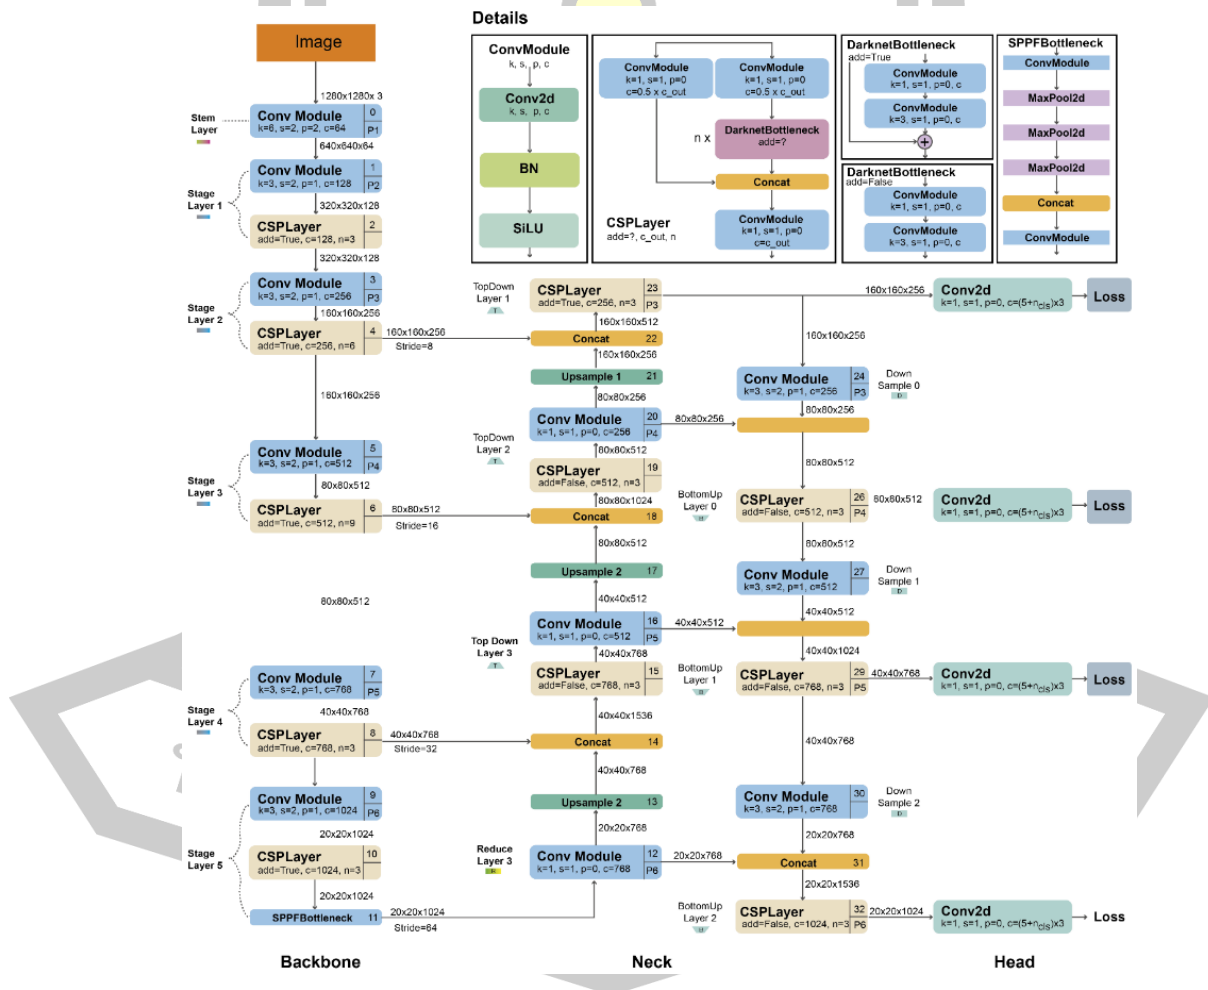 Details
Image
1280x1280x 3
Stem
Layer
Conv Module
k=6, s=2, p=2, c=64
0
P1
640x640x64
Stage
Layer 1
Conv Module
k=3, s=2, p=1, c=128
1
P2
320x320x128
CSPLayer
add=True, c=128, n=3
2
320x320x128
Stage
Layer 2
Conv Module
k=3, s=2, p=1, c=256
3
P3
160x160x256
CSPLayer
add=True, c=256, n=6
4
160x160x256
Stride=8
160x160x256
Stage
Layer 3
Conv Module
k=3, s=2, p=1, c=512
5
P4
80x80x512
CSPLayer
add=True, c=512, n=9
6
80x80x512
Stride=16
80x80x512
Stage
Layer 4
Conv Module
k=3, s=2, p=1, c=768
7
P5
40x40x768
CSPLayer
add=True, c=768, n=3
8
40x40x768
Stride=32
Stage
Layer 5
Conv Module
k=3, s=2, p=1, c=1024
9
P6
20x20x1024
CSPLayer
add=True, c=1024, n=3
10
20x20x1024
SPPFBottleneck
11
20x20x1024
Stride=64
Backbone
ConvModule
k, s, p, c
Conv2d
k, s, p, c
BN
SiLU
ConvModule
k=1, s=1, p=0
c=0.5 x c_out
ConvModule
k=1, s=1, p=0
c=0.5 x c_out
n x
DarknetBottleneck
add=?
Concat
ConvModule
k=1, s=1, p=0
c=c_out
CSPLayer
add=?, c_out, n
DarknetBottleneck
add=True
ConvModule
k=1, s=1, p=0, c
ConvModule
k=3, s=1, p=0, c
+
DarknetBottleneck
add=False
ConvModule
k=1, s=1, p=0, c
ConvModule
k=3, s=1, p=0, c
SPPFBottleneck
ConvModule
MaxPool2d
MaxPool2d
MaxPool2d
Concat
ConvModule
TopDown
Layer 1
T
CSPLayer
add=True, c=256, n=3
23
P3
160x160x512
Concat
22
160x160x256
Upsample 1
21
80x80x256
TopDown
Layer 2
T
Conv Module
k=1, s=1, p=0, c=256
20
P4
80x80x256
80x80x512
CSPLayer
add=False, c=512, n=3
19
80x80x1024
Concat
18
80x80x512
Upsample 2
17
40x40x512
Top Down
Layer 3
T
Conv Module
k=1, s=1, p=0, c=512
16
P5
40x40x512
40x40x768
CSPLayer
add=False, c=768, n=3
15
40x40x1536
Concat
14
40x40x768
Upsample 2
13
20x20x768
Reduce
Layer 3
R
Conv Module
k=1, s=1, p=0, c=768
12
P6
20x20x768
Neck
160x160x256
160x160x256
Conv Module
k=3, s=2, p=1, c=256
24
P3
Down
Sample 0
D
80x80x256
80x80x512
BottomUp
Layer 0
B
CSPLayer
add=False, c=512, n=3
26
P4
80x80x512
80x80x512
Conv Module
k=3, s=2, p=1, c=512
27
Down
Sample 1
D
40x40x512
40x40x1024
BottomUp
Layer 1
B
CSPLayer
add=False, c=768, n=3
29
P5
40x40x768
40x40x768
Conv Module
k=3, s=2, p=1, c=768
30
Down
Sample 2
D
20x20x768
Concat
31
20x20x1536
BottomUp
Layer 2
B
CSPLayer
add=False, c=1024, n=3
32
P6
20x20x1024
Conv2d
k=1, s=1, p=0, c=(5+ncls)x3
Loss
Conv2d
k=1, s=1, p=0, c=(5+ncls)x3
Loss
Conv2d
k=1, s=1, p=0, c=(5+ncls)x3
Loss
Conv2d
k=1, s=1, p=0, c=(5+ncls)x3
Loss
Head